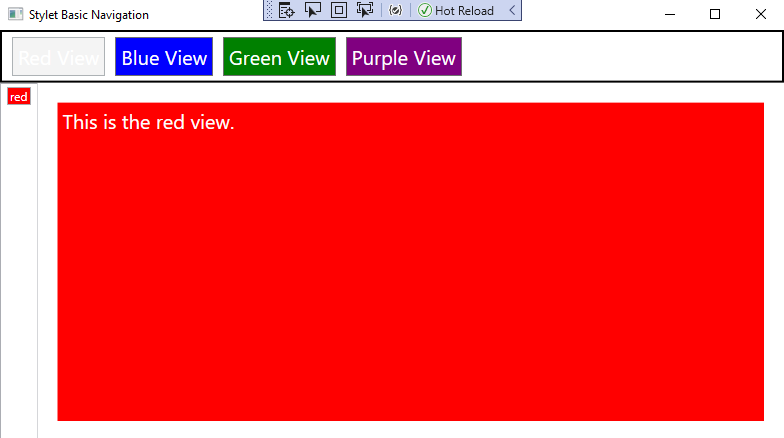 Stylet Basic Navigation
Hot Reload
Red View Blue View Green View Purple View
red
This is the red view.